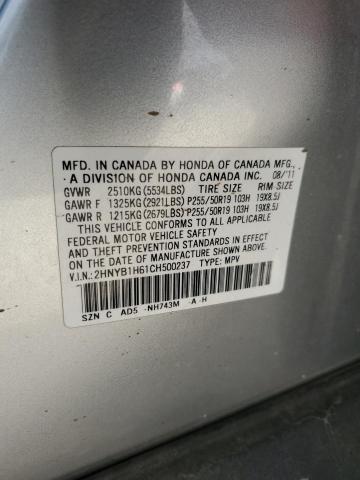 MFD. IN CANADA BY HONDA OF CANADA MFG.,
A DIVISION OF HONDA CANADA INC. 08/'11
GVWR 2510KG(5534LBS) TIRE SIZE RIM SIZE
GAWR F 1325KG(2921LBS)P255/50R19 103H 19X8.5J
GAWR R 1215KG(2679LBS)P255/50R19 103H 19X8.5J
THIS VEHICLE CONFORMS TO ALL APPLICABLE
FEDERAL MOTOR VEHICLE SAFETY STANDARDS IN EFFECT
ON THE DATE OF MANUFACTURE SHOWN ABOVE.
V.I.N.:2HNYB1H61CH500237 TYPE: MPV
SZN C AD5 -NH743M -A -H